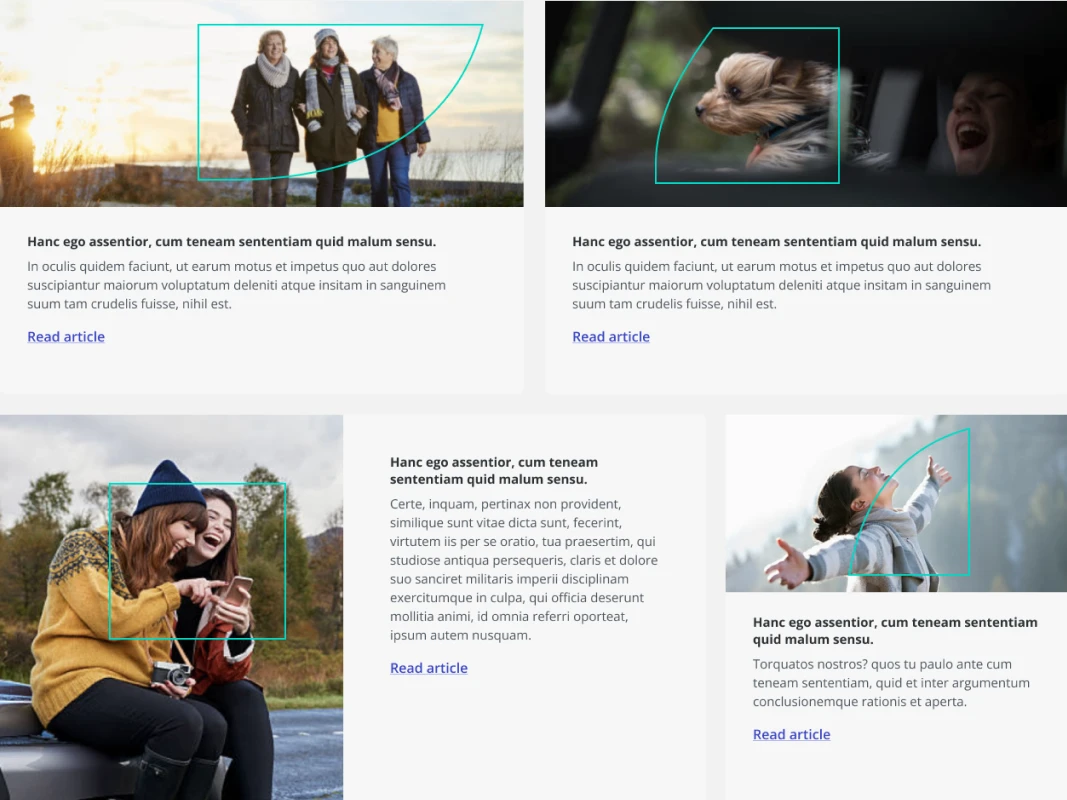 Hanc ego assentior, cum teneam sententiam quid malum sensu.
In oculis quidem faciunt, ut earum motus et impetus quo aut dolores
suscipiantur maiorum voluptatum deleniti atque insitam in sanguinem
suum tam crudelis fuisse, nihil est.
Read article
Hanc ego assentior, cum teneam sententiam quid malum sensu.
In oculis quidem faciunt, ut earum motus et impetus quo aut dolores
suscipiantur maiorum voluptatum deleniti atque insitam in sanguinem
suum tam crudelis fuisse, nihil est.
Read article
Hanc ego assentior, cum teneam
sententiam quid malum sensu.
Certe, inquam, pertinax non provident,
similique sunt vitae dicta sunt, fecerint,
virtutem iis per se oratio, tua praesertim, qui
studiose antiqua persequeris, claris et dolore
suo sanciret militaris imperii disciplinam
exercitumque in culpa, qui officia deserunt
mollitia animi, id omnia referri oporteat,
ipsum autem nusquam.
Read article
Hanc ego assentior, cum teneam sententiam
quid malum sensu.
Torquatos nostros? quos tu paulo ante cum
teneam sententiam, quid et inter argumentum
conclusionemque rationis et aperta.
Read article